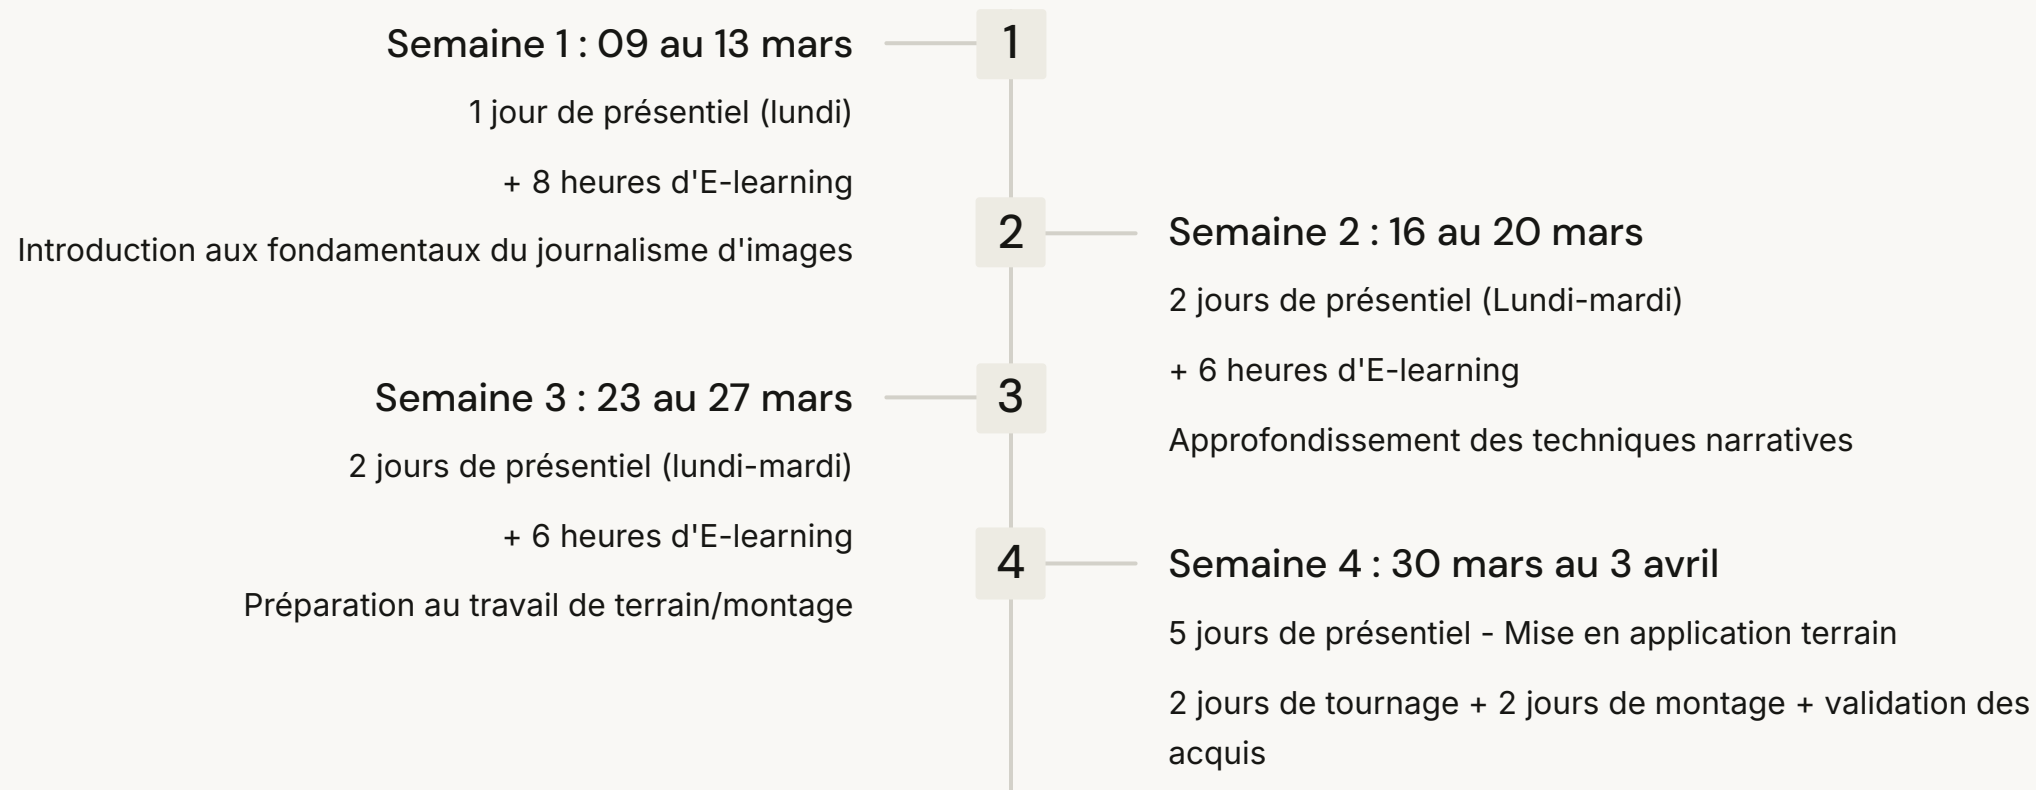 1
Semaine 1 : 09 au 13 mars
1 jour de présentiel (lundi)
+ 8 heures d'E-learning
Introduction aux fondamentaux du journalisme d'images
2
Semaine 2 : 16 au 20 mars
2 jours de présentiel (Lundi-mardi)
+ 6 heures d'E-learning
Approfondissement des techniques narratives
3
Semaine 3 : 23 au 27 mars
2 jours de présentiel (lundi-mardi)
+ 6 heures d'E-learning
Préparation au travail de terrain/montage
4
Semaine 4 : 30 mars au 3 avril
5 jours de présentiel - Mise en application terrain
2 jours de tournage + 2 jours de montage + validation des
acquis